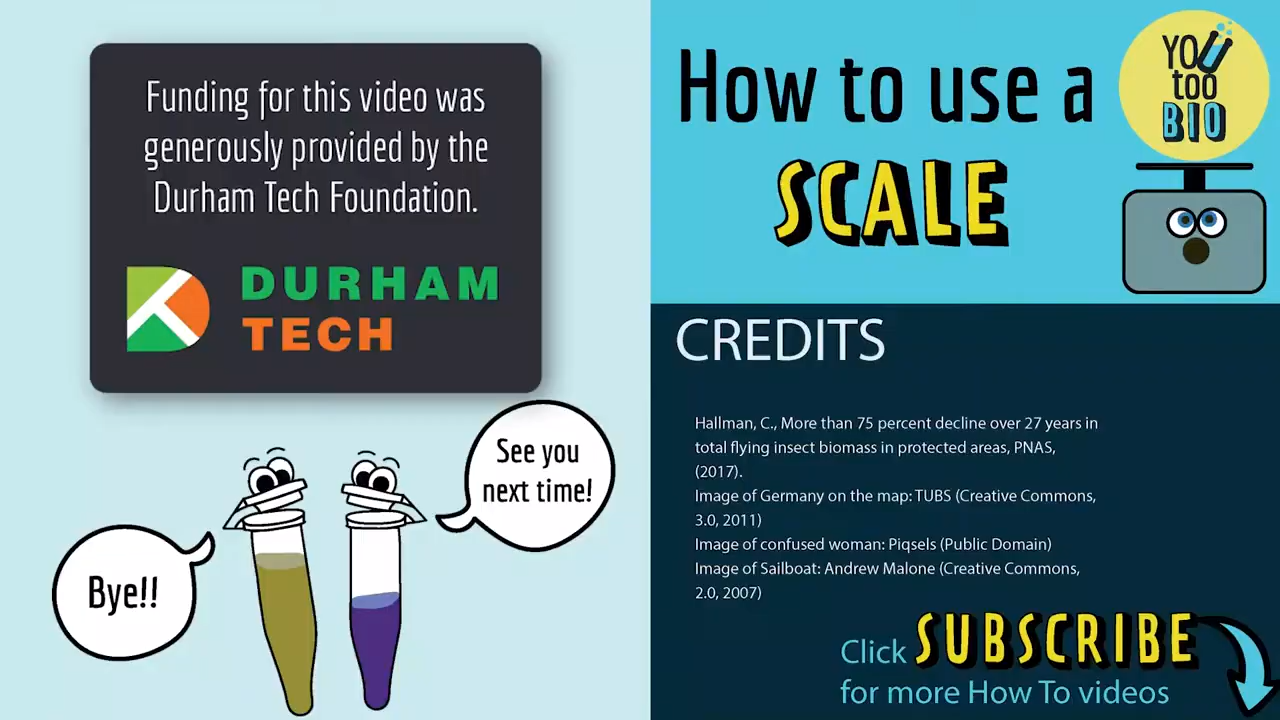 Funding for this video was
generously provided by the
Durham Tech Foundation.
DURHAM
TECH
See you
next time!
Bye!!
How to use a
SCALE
YOU
too
BIO
CREDITS
Hallman, C., More than 75 percent decline over 27 years in
total flying insect biomass in protected areas, PNAS,
(2017).
Image of Germany on the map: TUBS (Creative Commons,
3.0, 2011)
Image of confused woman: Piqsels (Public Domain)
Image of Sailboat: Andrew Malone (Creative Commons,
2.0, 2007)
Click SUBSCRIBE
for more How To videos